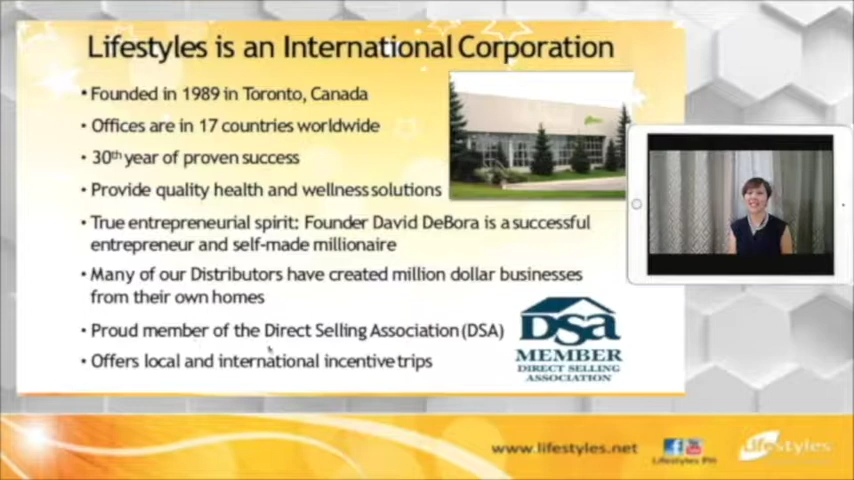 Lifestyles is an International Corporation
• Founded in 1989 in Toronto, Canada
• Offices are in 17 countries worldwide
• 30th year of proven success
• Provide quality health and wellness solutions
• True entrepreneurial spirit: Founder David DeBora is a successful
entrepreneur and self-made millionaire
• Many of our Distributors have created million dollar businesses
from their own homes
• Proud member of the Direct Selling Association (DSA)
• Offers local and international incentive trips
DSA
MEMBER
DIRECT SELLING
ASSOCIATION
www.lifestyles.net
Lifestyles PH
lifestyles